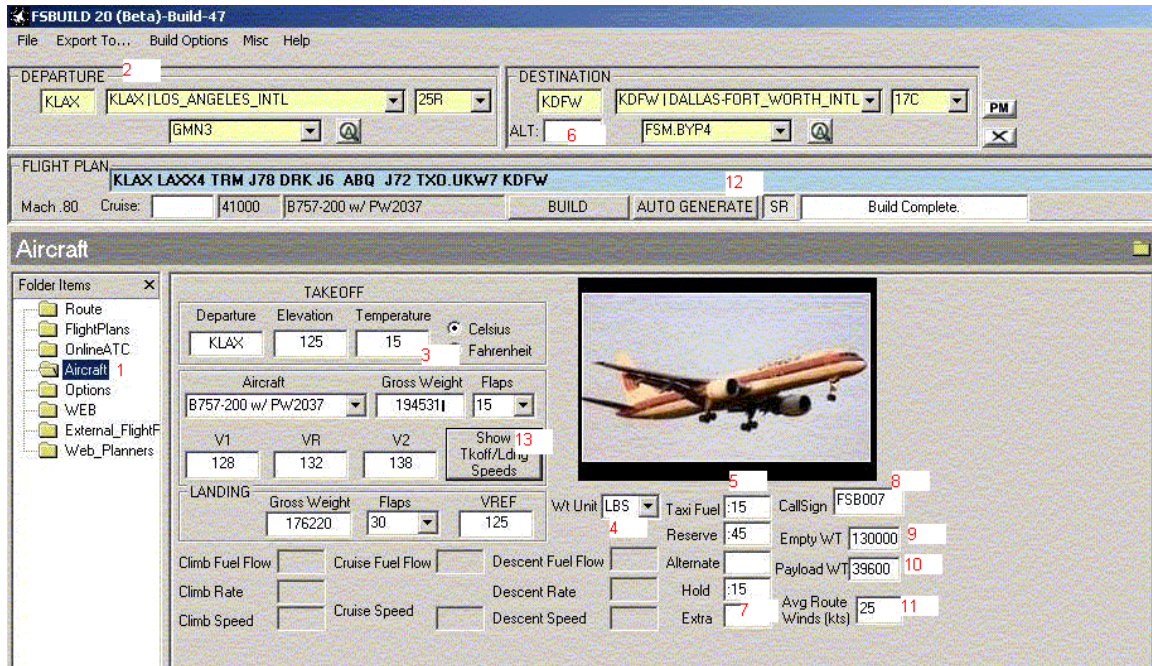 FSBUILD 20 (Beta)-Build-47
File Export To... Build Options Misc Help
DEPARTURE 2
KLAX KLAX | LOS_ANGELES_INTL 25R
GMN3
DESTINATION
KDFW KDFW | DALLAS-FORT_WORTH_INTL 17C
ALT: 6 FSM.BYP4
PM
FLIGHT PLAN
KLAX LAXX4 TRM J78 DRK J6 ABQ J72 TXO.UKW7 KDFW
12
Mach .80 Cruise: 41000 B757-200 w/ PW2037 BUILD AUTO GENERATE SR Build Complete.
Aircraft
Folder Items
Route
FlightPlans
OnlineATC
Aircraft 1
Options
WEB
External_FlightF
Web_Planners
TAKEOFF
Departure Elevation Temperature
KLAX 125 15
Celsius
Fahrenheit
3
Aircraft Gross Weight Flaps
B757-200 w/ PW2037 194531 15
V1 VR V2
128 132 138
Show 13
Tkoff/Ldng
Speeds
LANDING
Gross Weight Flaps VREF
176220 30 125
Climb Fuel Flow Cruise Fuel Flow Descent Fuel Flow
Climb Rate Descent Rate
Climb Speed Cruise Speed Descent Speed
Wt Unit LBS
4
5
Taxi Fuel :15
Reserve :45
Alternate
Hold :15
Extra 7
8
CallSign FSB007
Empty WT 130000 9
Payload WT 39600 10
Avg Route
Winds (kts) 25 11